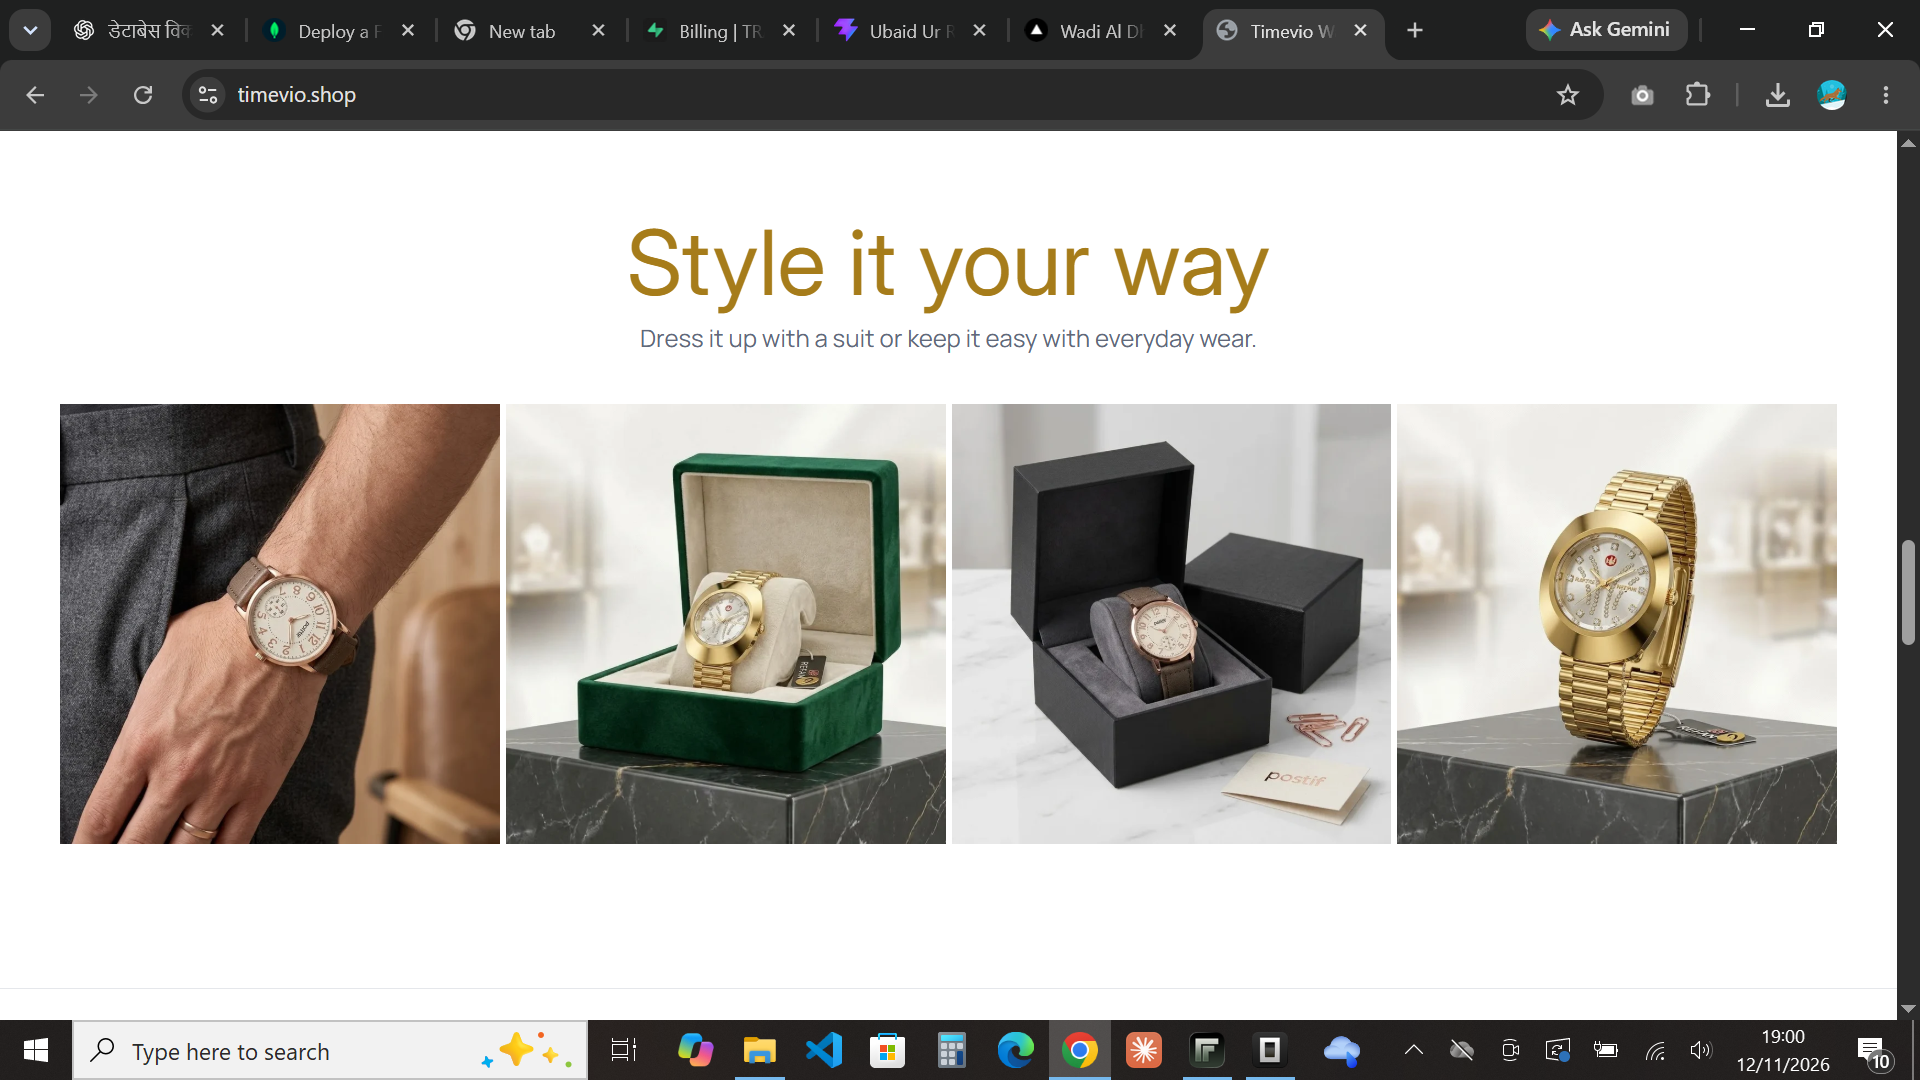 डेटाबेस विक
Deploy a F
New tab
Billing | TR
Ubaid Ur R
Wadi Al Dh
Timevio W
Ask Gemini
timevio.shop
Style it your way
Dress it up with a suit or keep it easy with everyday wear.
postif
Type here to search
19:00
12/11/2026
10